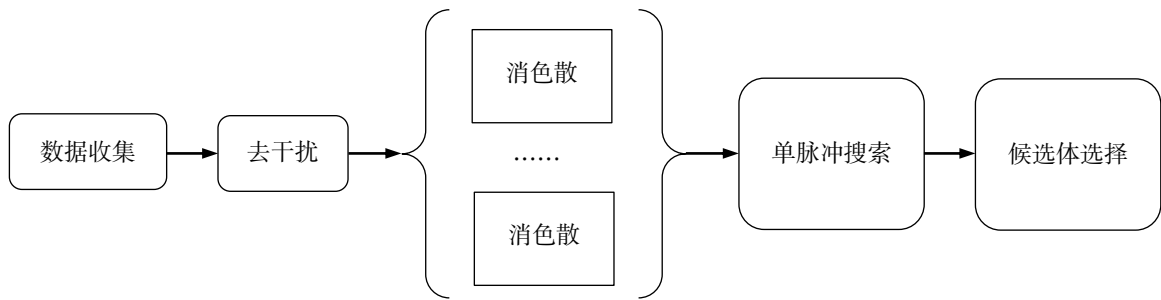 数据收集
去干扰
消色散
……
消色散
单脉冲搜索
候选体选择